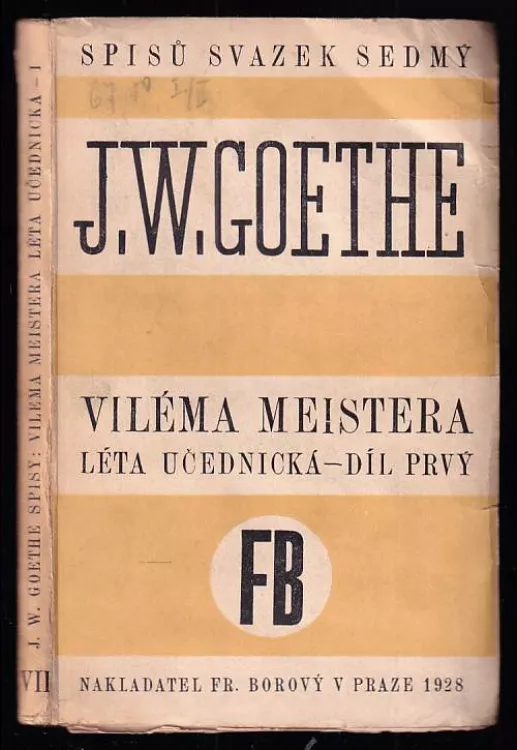 SPISŮ SVAZEK SEDMÝ
J.W.GOETHE
VILÉMA MEISTERA
LÉTA UČEDNICKÁ—DÍL PRVÝ
FB
NAKLADATEL FR. BOROVÝ V PRAZE 1928
J. W. GOETHE SPISY: VILÉMA MEISTERA LÉTA UČEDNICKÁ — I
VII